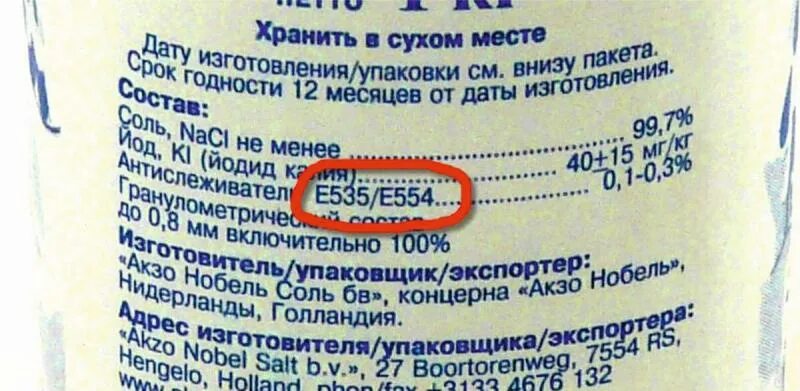 НЕТТО 1 КГ
Хранить в сухом месте
Дату изготовления/упаковки см. внизу пакета.
Срок годности 12 месяцев от даты изготовления.
Состав:
Соль, NaCl не менее .......... 99,7%
Йод, KI (йодид калия) .......... 40±15 мг/кг
Антислеживатель E535/E554 .......... 0,1-0,3%
Гранулометрический состав
до 0,8 мм включительно 100%
Изготовитель/упаковщик/экспортер:
«Акзо Нобель Соль бв», концерна «Акзо Нобель»,
Нидерланды, Голландия.
Адрес изготовителя/упаковщика/экспортера:
«Akzo Nobel Salt b.v.», 27 Boortorenweg, 7554 RS,
Hengelo, Holland, phon/fax +3133 4676 132